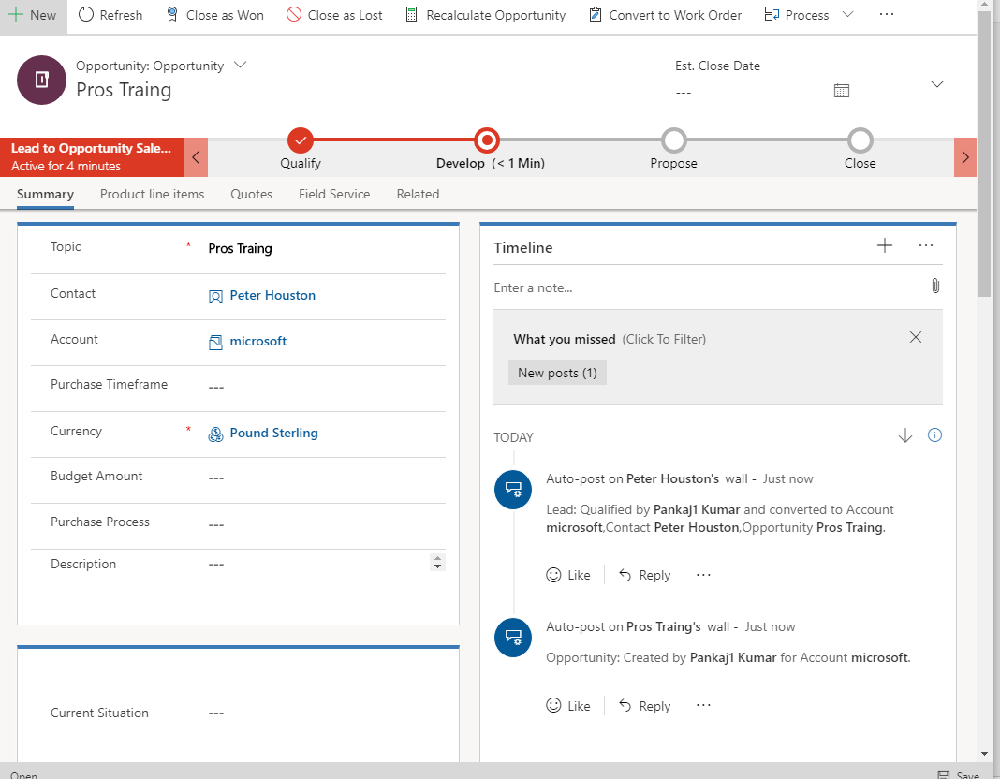 New Refresh Close as Won Close as Lost Recalculate Opportunity Convert to Work Order Process ...
Opportunity: Opportunity
Pros Traing
Est. Close Date
---
Lead to Opportunity Sale...
Active for 4 minutes
Qualify
Develop (< 1 Min)
Propose
Close
Summary Product line items Quotes Field Service Related
Topic * Pros Traing
Contact Peter Houston
Account microsoft
Purchase Timeframe ---
Currency * Pound Sterling
Budget Amount ---
Purchase Process ---
Description ---
Current Situation ---
Timeline ...
Enter a note...
What you missed (Click To Filter)
New posts (1)
TODAY
Auto-post on Peter Houston's wall - Just now
Lead: Qualified by Pankaj1 Kumar and converted to Account
microsoft,Contact Peter Houston,Opportunity Pros Traing.
Like Reply ...
Auto-post on Pros Traing's wall - Just now
Opportunity: Created by Pankaj1 Kumar for Account microsoft.
Like Reply ...
Open Save